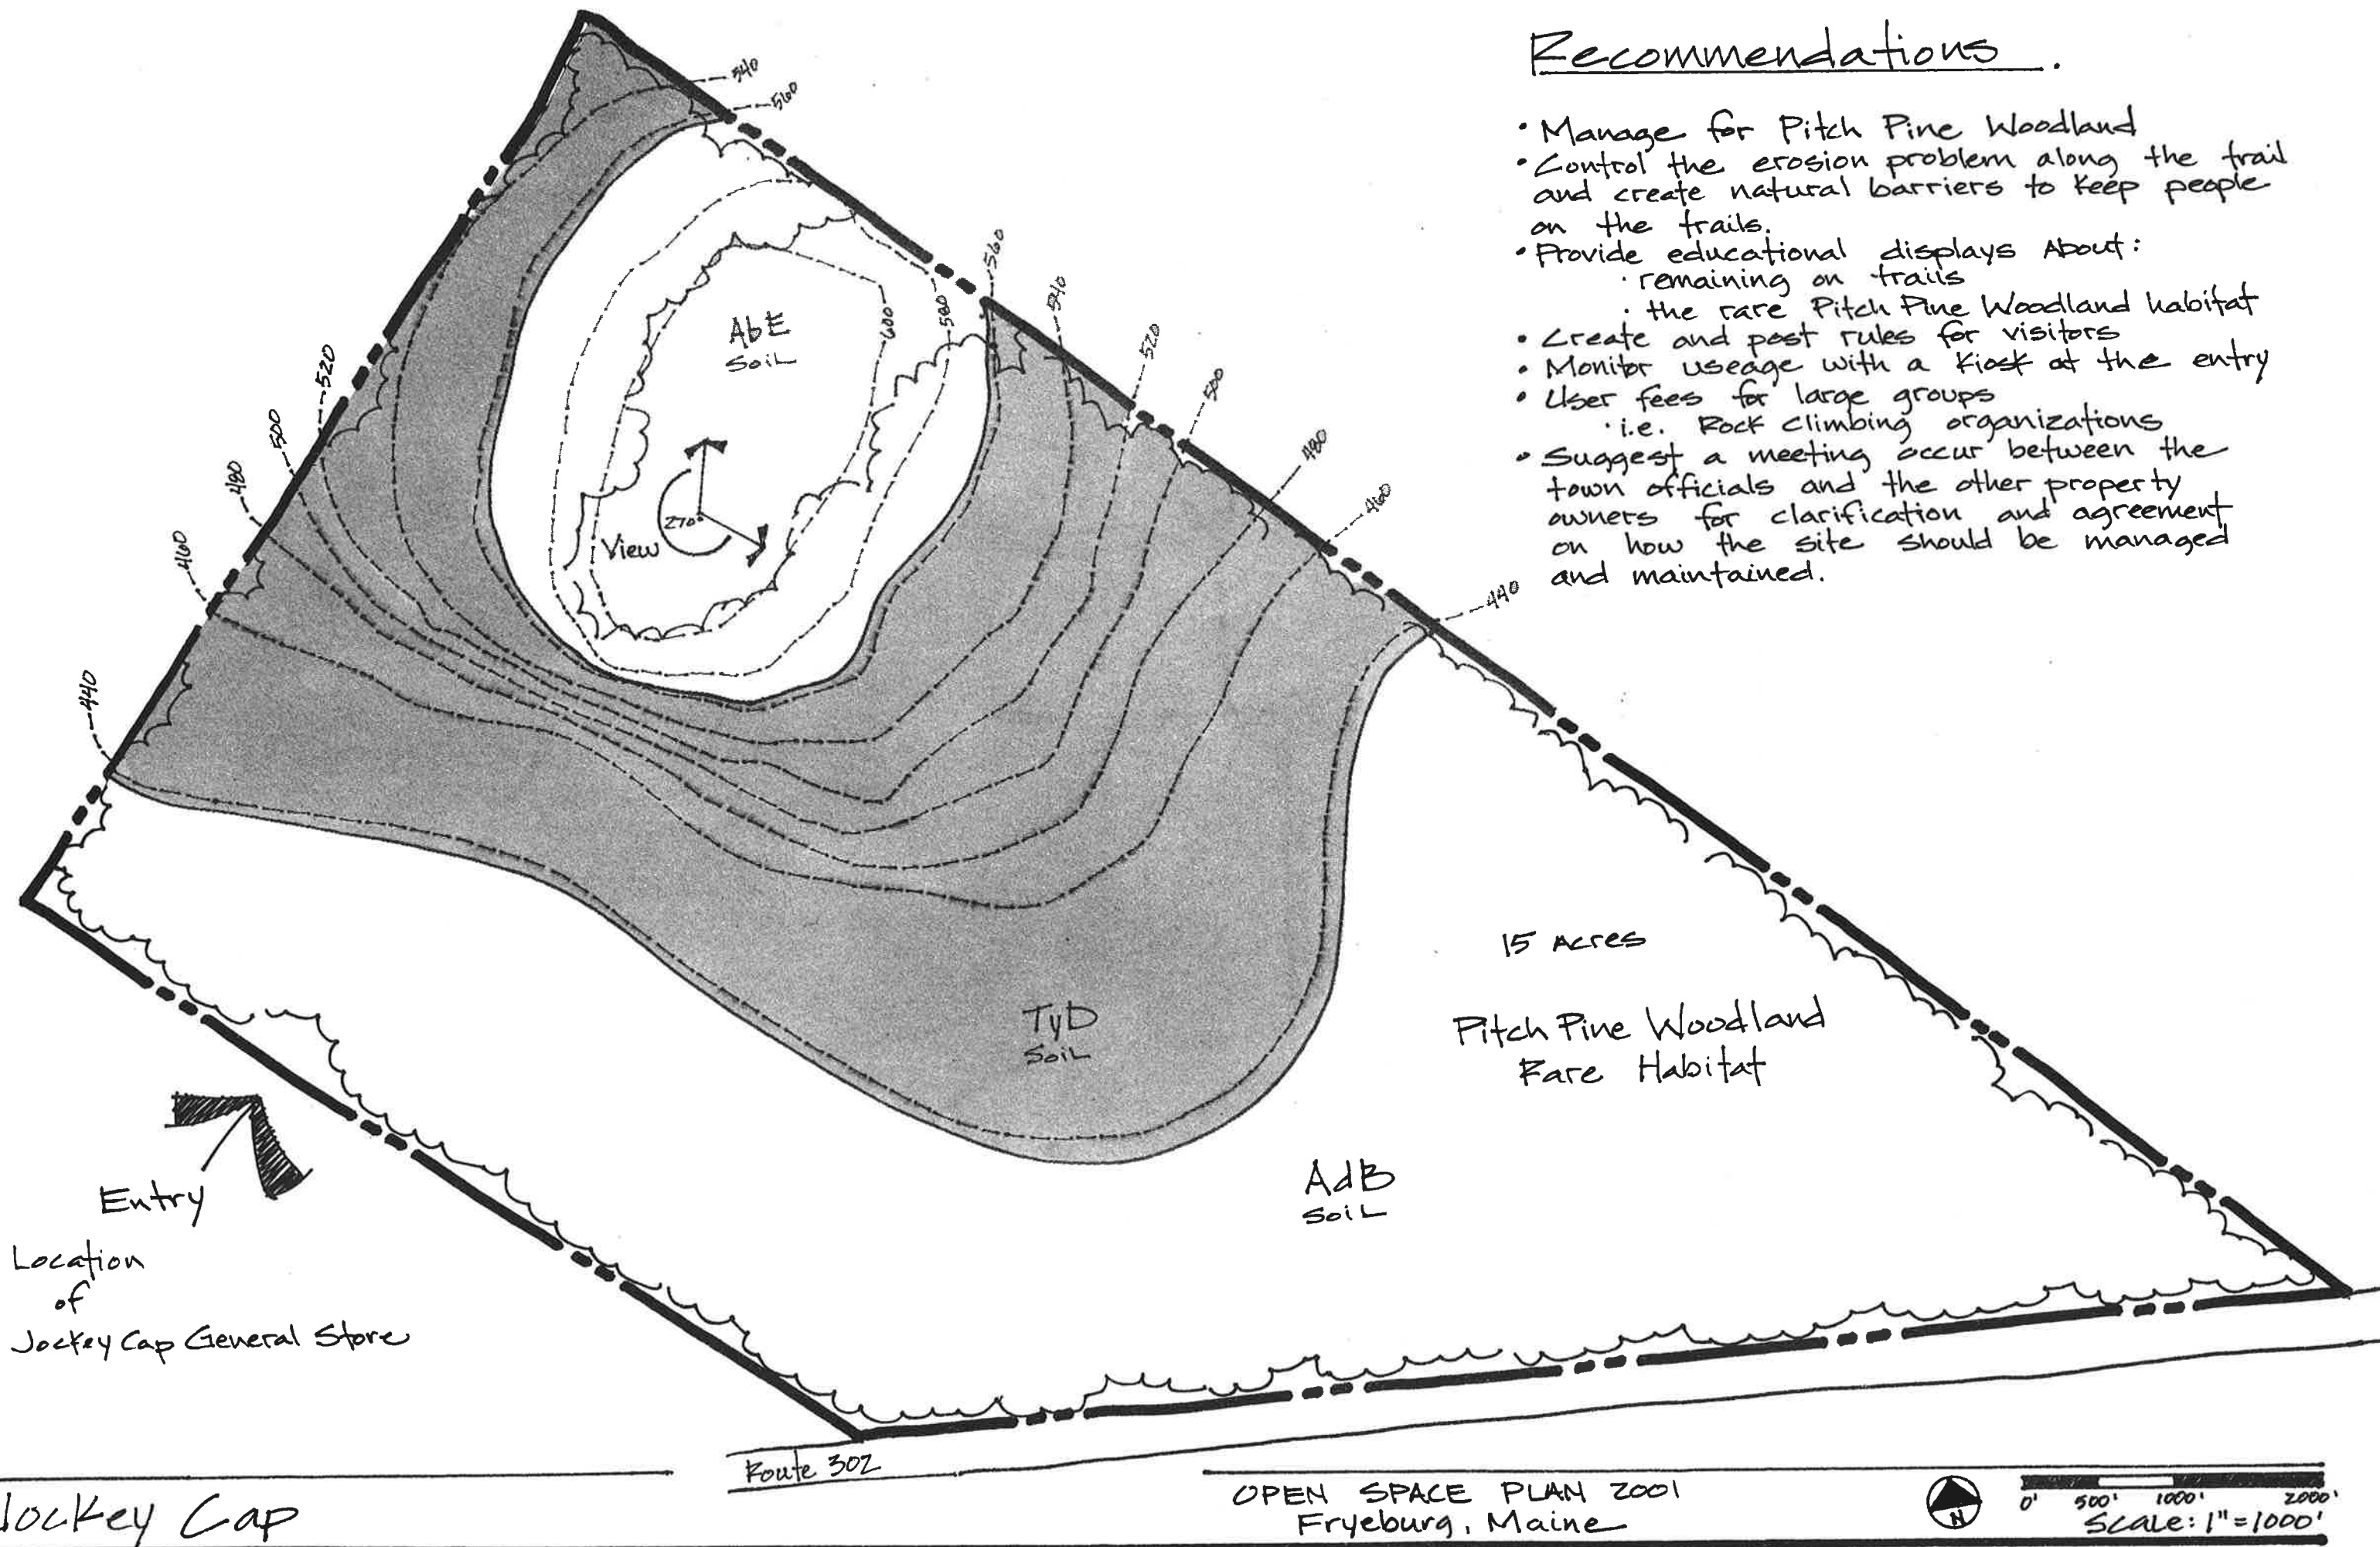 Recommendations.
• Manage for Pitch Pine Woodland
• Control the erosion problem along the trail
and create natural barriers to keep people
on the trails.
• Provide educational displays About:
· remaining on trails
· the rare Pitch Pine Woodland habitat
• Create and post rules for visitors
• Monitor useage with a kiosk at the entry
• User fees for large groups
· i.e. Rock climbing organizations
• Suggest a meeting occur between the
town officials and the other property
owners for clarification and agreement
on how the site should be managed
and maintained.
540
560
560
540
520
500
480
460
440
600
580
520
500
480
460
440
AbE
Soil
270°
View
15 Acres
Pitch Pine Woodland
Rare Habitat
TyD
Soil
AdB
Soil
Entry
Location
of
Jockey Cap General Store
Route 302
Jockey Cap
OPEN SPACE PLAN 2001
Fryeburg, Maine
N
0' 500' 1000' 2000'
Scale: 1"=1000'